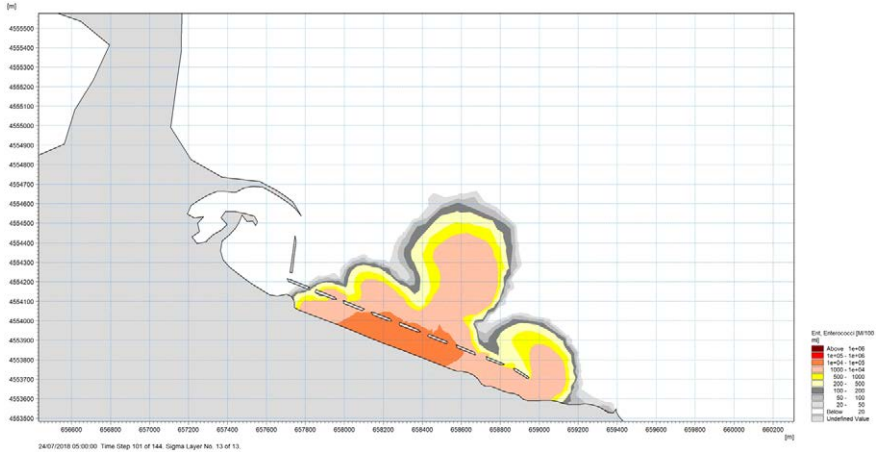 [m]
4555500
4555400
4555300
4555200
4555100
4555000
4554900
4554800
4554700
4554600
4554500
4554400
4554300
4554200
4554100
4554000
4553900
4553800
4553700
4553600
4553500
656600 656800 657000 657200 657400 657600 657800 658000 658200 658400 658600 658800 659000 659200 659400 659600 659800 660000 660200
[m]
Ent, Enterococci [M/100
ml]
Above 1e+06
1e+05 - 1e+06
1e+04 - 1e+05
1000 - 1e+04
500 - 1000
200 - 500
100 - 200
50 - 100
20 - 50
Below 20
Undefined Value
24/07/2018 05:00:00 Time Step 101 of 144. Sigma Layer No. 13 of 13.